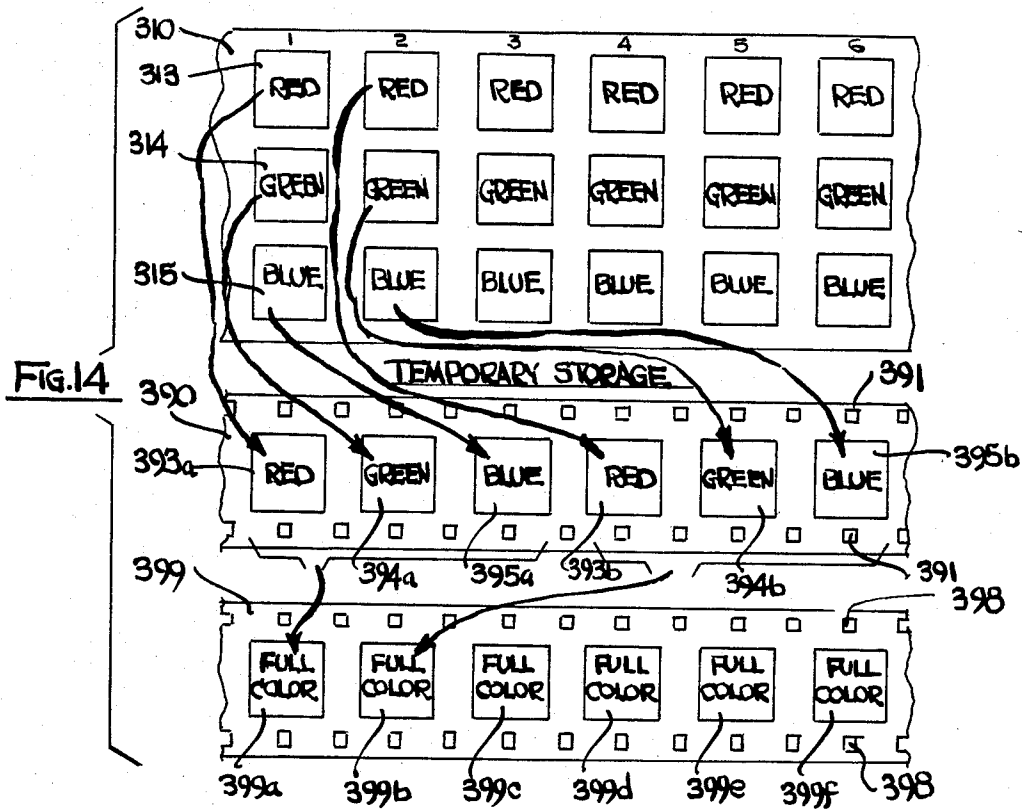 310
1 2 3 4 5 6
313
RED RED RED RED RED RED
314
GREEN GREEN GREEN GREEN GREEN GREEN
315
BLUE BLUE BLUE BLUE BLUE BLUE
FIG.14
TEMPORARY STORAGE
390
391
393a
RED GREEN BLUE RED GREEN BLUE
395b
394a 395a 393b 394b 391
399
398
FULL COLOR FULL COLOR FULL COLOR FULL COLOR FULL COLOR FULL COLOR
399a 399b 399c 399d 399e 399f 398